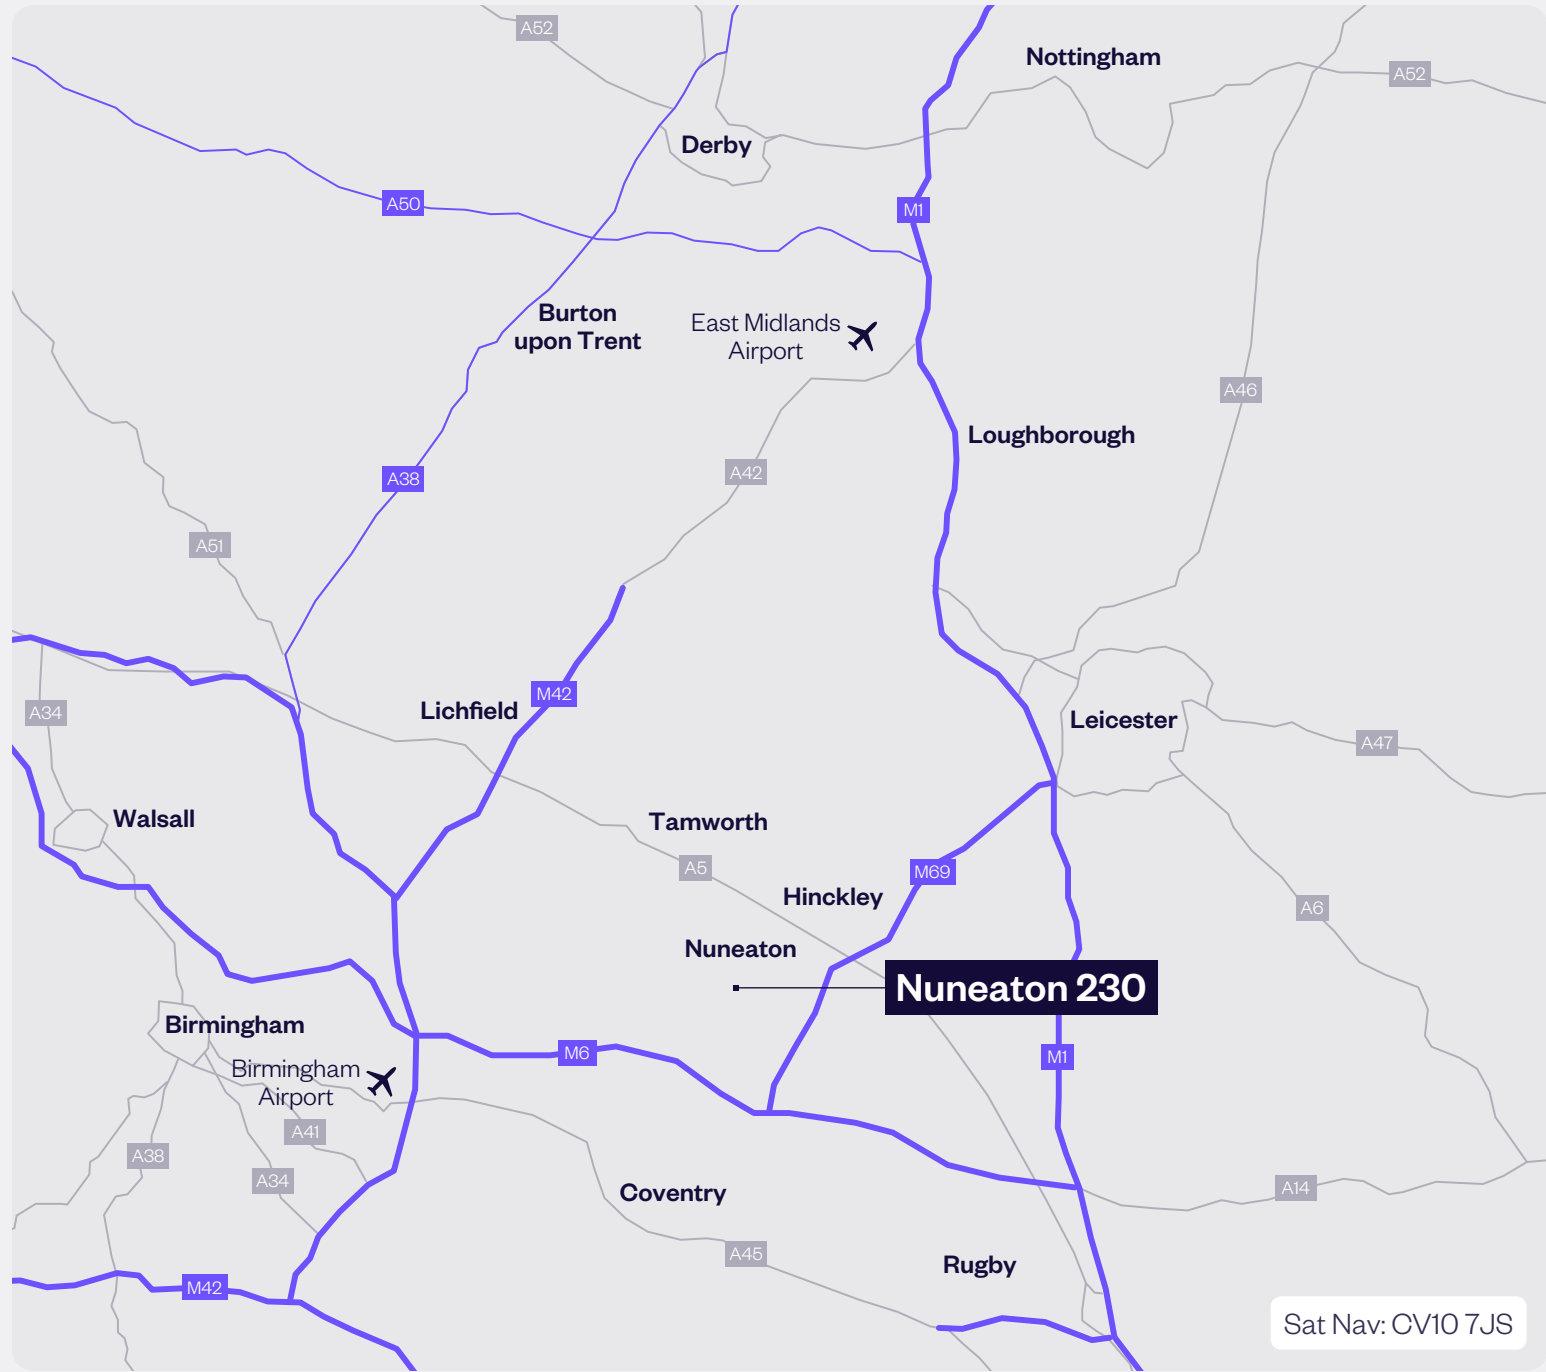 A52
Nottingham
A52
Derby
A50
M1
Burton
upon Trent
East Midlands
Airport
A46
Loughborough
A42
A38
A51
M42
Lichfield
A34
Leicester
A47
Walsall
Tamworth
A5
M69
Hinckley
A6
Nuneaton
Nuneaton 230
Birmingham
M6
M1
Birmingham
Airport
A41
A38
A34
Coventry
A14
A45
Rugby
M42
Sat Nav: CV10 7JS